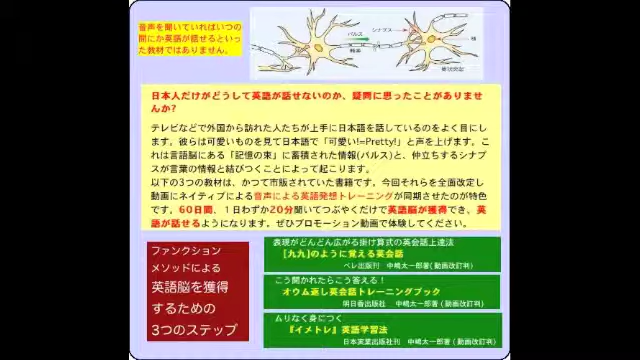 音声を聞いていればいつの
間にか英語が話せるといっ
た教材ではありません。
パルス
シナプス
軸索
核
樹状突起
日本人だけがどうして英語が話せないのか、疑問に思ったことがありませ
んか?
テレビなどで外国から訪れた人たちが上手に日本語を話しているのをよく目にし
ます。彼らは可愛いものを見て日本語で「可愛い!=Pretty!」と声を上げます。こ
れは言語脳にある「記憶の束」に蓄積された情報(パルス)と、仲立ちするシナプ
スが言葉の情報と結びつくことによって起こります。
以下の3つの教材は、かつて市販されていた書籍です。今回それらを全面改定し
動画にネイティブによる音声による英語発想トレーニングが同期させたのが特色
です。60日間、１日わずか20分聞いてつぶやくだけで英語脳が獲得でき、英
語が話せるようになります。ぜひプロモーション動画で体験してください。
ファンクション
メソッドによる
英語脳を獲得
するための
3つのステップ
表現がどんどん広がる掛け算式の英会話上達法
[九九]のように覚える英会話
ベレ出版刊　中嶋太一郎著(動画改訂判)
こう聞かれたらこう答える！
オウム返し英会話トレーニングブック
明日香出版社　中嶋太一郎著（動画改訂判)
ムリなく身につく
『イメトレ』英語学習法
日本実業出版社刊　中嶋太一郎著（動画改訂判)